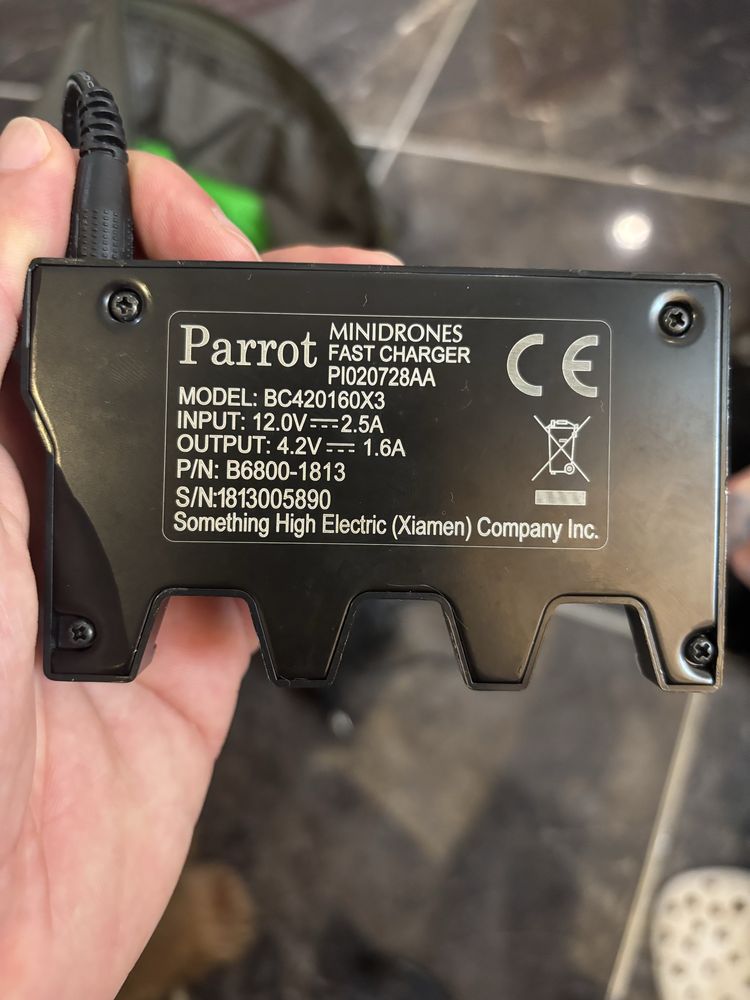 Parrot MINIDRONES
FAST CHARGER
PI020728AA
MODEL: BC420160X3
INPUT: 12.0V⎓2.5A
OUTPUT: 4.2V⎓ 1.6A
P/N: B6800-1813
S/N:1813005890
Something High Electric (Xiamen) Company Inc.
CE